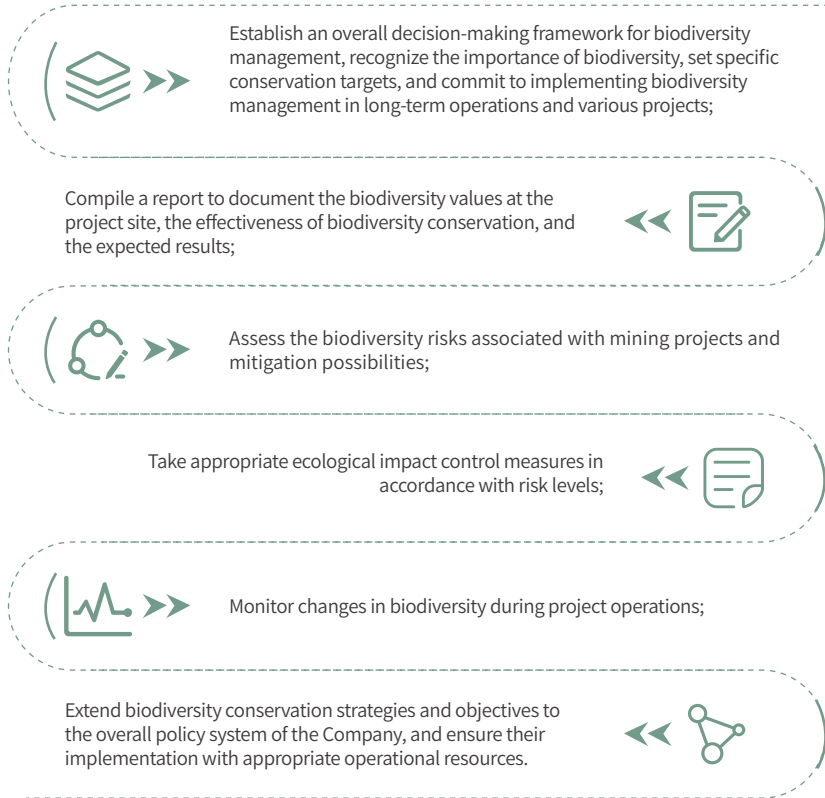 Establish an overall decision-making framework for biodiversity
management, recognize the importance of biodiversity, set specific
conservation targets, and commit to implementing biodiversity
management in long-term operations and various projects;
Compile a report to document the biodiversity values at the
project site, the effectiveness of biodiversity conservation, and
the expected results;
Assess the biodiversity risks associated with mining projects and
mitigation possibilities;
Take appropriate ecological impact control measures in
accordance with risk levels;
Monitor changes in biodiversity during project operations;
Extend biodiversity conservation strategies and objectives to
the overall policy system of the Company, and ensure their
implementation with appropriate operational resources.